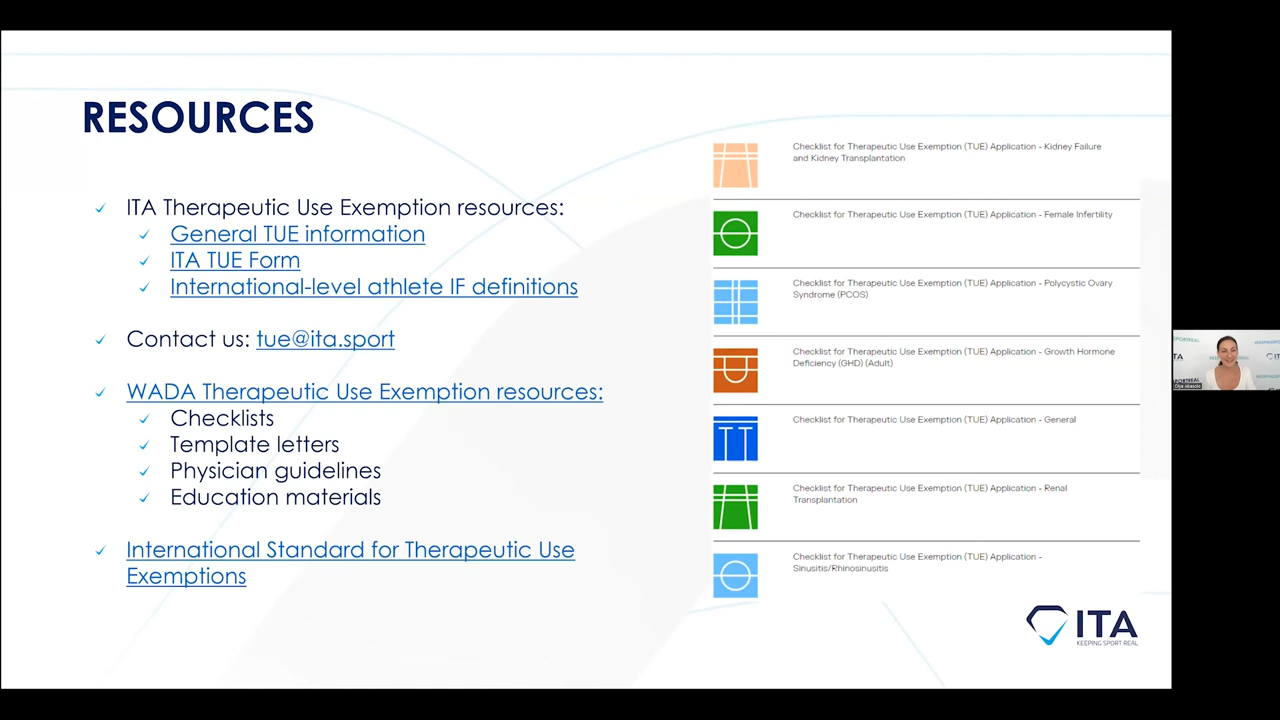 RESOURCES
ITA Therapeutic Use Exemption resources:
General TUE information
ITA TUE Form
International-level athlete IF definitions
Contact us: tue@ita.sport
WADA Therapeutic Use Exemption resources:
Checklists
Template letters
Physician guidelines
Education materials
International Standard for Therapeutic Use
Exemptions
Checklist for Therapeutic Use Exemption (TUE) Application - Kidney Failure
and Kidney Transplantation
Checklist for Therapeutic Use Exemption (TUE) Application - Female Infertility
Checklist for Therapeutic Use Exemption (TUE) Application - Polycystic Ovary
Syndrome (PCOS)
Checklist for Therapeutic Use Exemption (TUE) Application - Growth Hormone
Deficiency (GHD) (Adult)
Checklist for Therapeutic Use Exemption (TUE) Application - General
Checklist for Therapeutic Use Exemption (TUE) Application - Renal
Transplantation
Checklist for Therapeutic Use Exemption (TUE) Application -
Sinusitis/Rhinosinusitis
ITA
KEEPING SPORT REAL